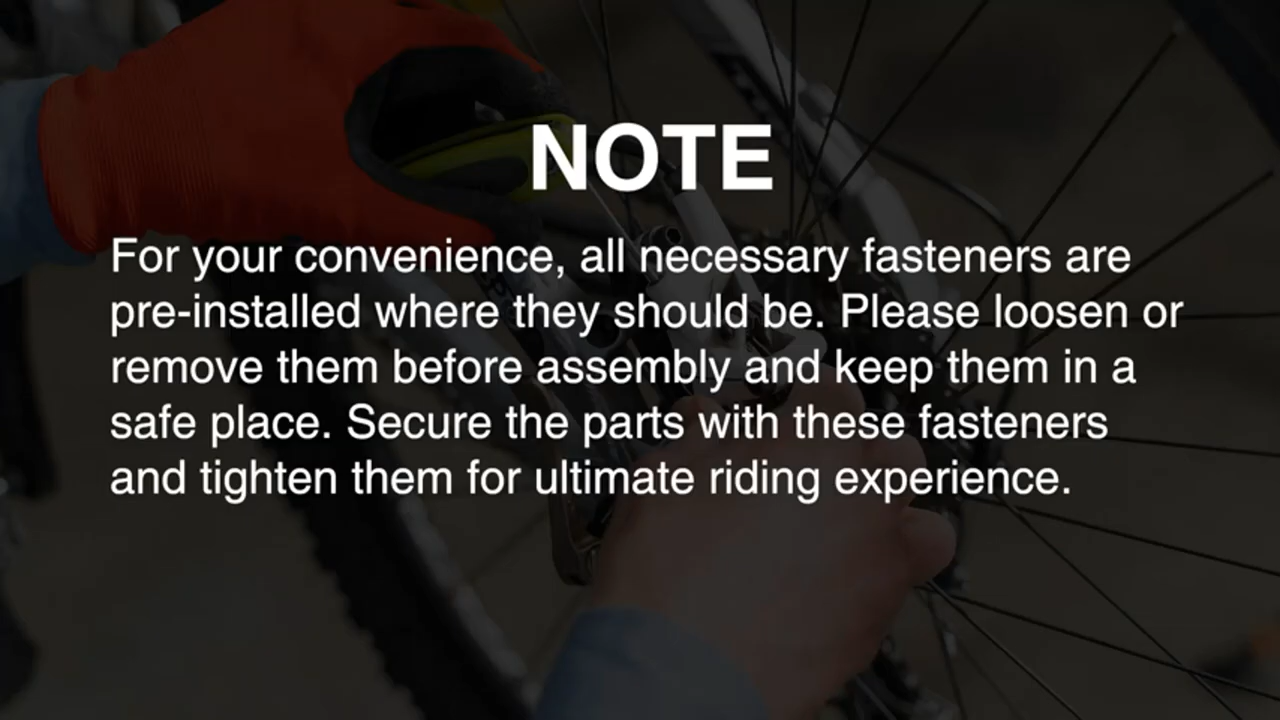 NOTE
For your convenience, all necessary fasteners are
pre-installed where they should be. Please loosen or
remove them before assembly and keep them in a
safe place. Secure the parts with these fasteners
and tighten them for ultimate riding experience.